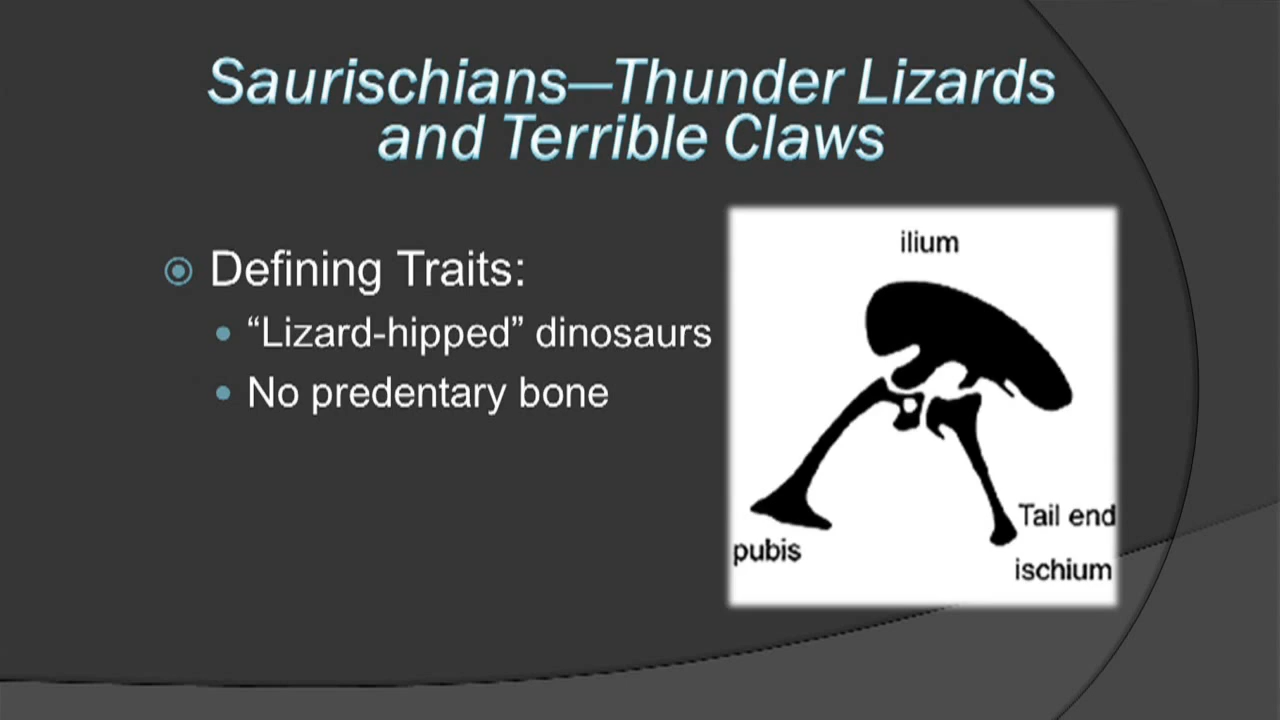 Saurischians—Thunder Lizards
and Terrible Claws
Defining Traits:
“Lizard-hipped” dinosaurs
No predentary bone
ilium
Tail end
pubis
ischium